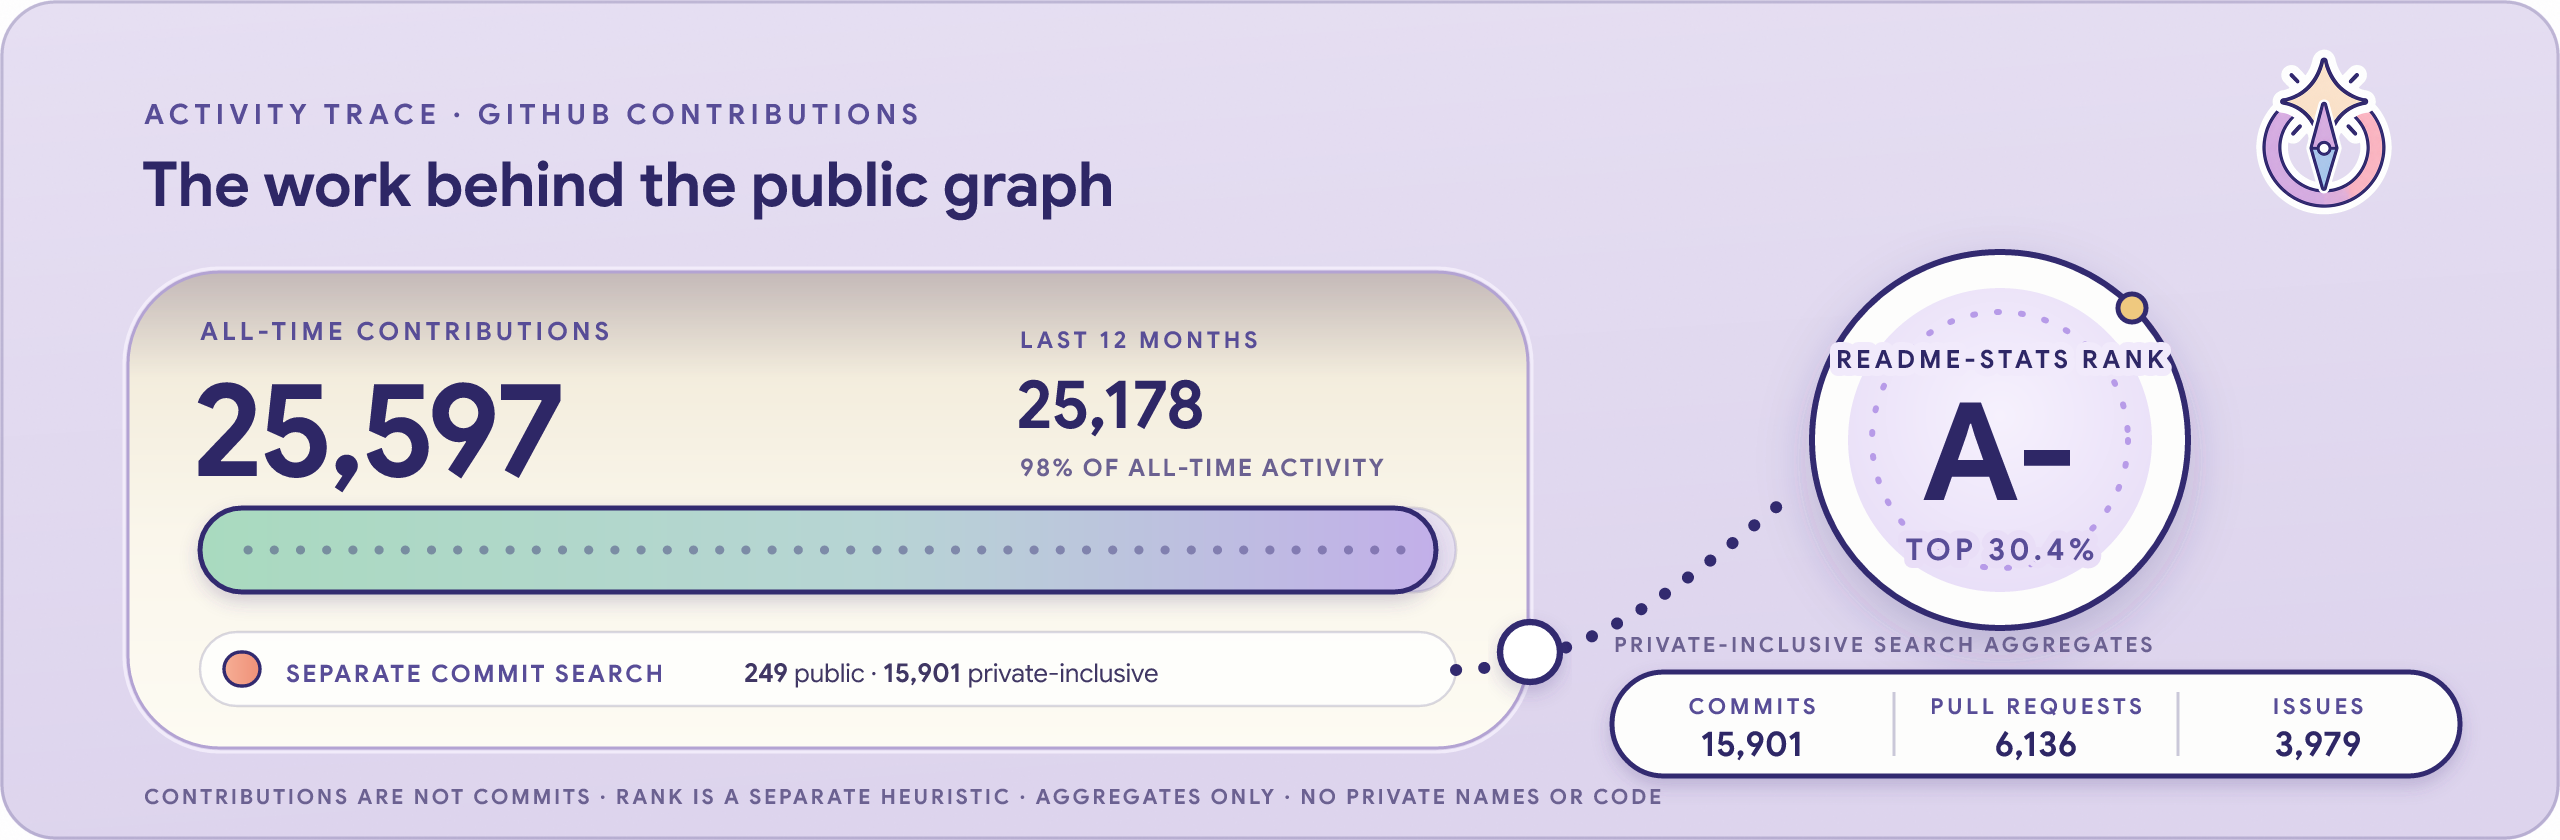 ACTIVITY TRACE · GITHUB CONTRIBUTIONS
The work behind the public graph
ALL-TIME CONTRIBUTIONS
25,597
LAST 12 MONTHS
25,178
98% OF ALL-TIME ACTIVITY
SEPARATE COMMIT SEARCH 249 public · 15,901 private-inclusive
README-STATS RANK
A-
TOP 30.4%
PRIVATE-INCLUSIVE SEARCH AGGREGATES
COMMITS
15,901
PULL REQUESTS
6,136
ISSUES
3,979
CONTRIBUTIONS ARE NOT COMMITS · RANK IS A SEPARATE HEURISTIC · AGGREGATES ONLY · NO PRIVATE NAMES OR CODE